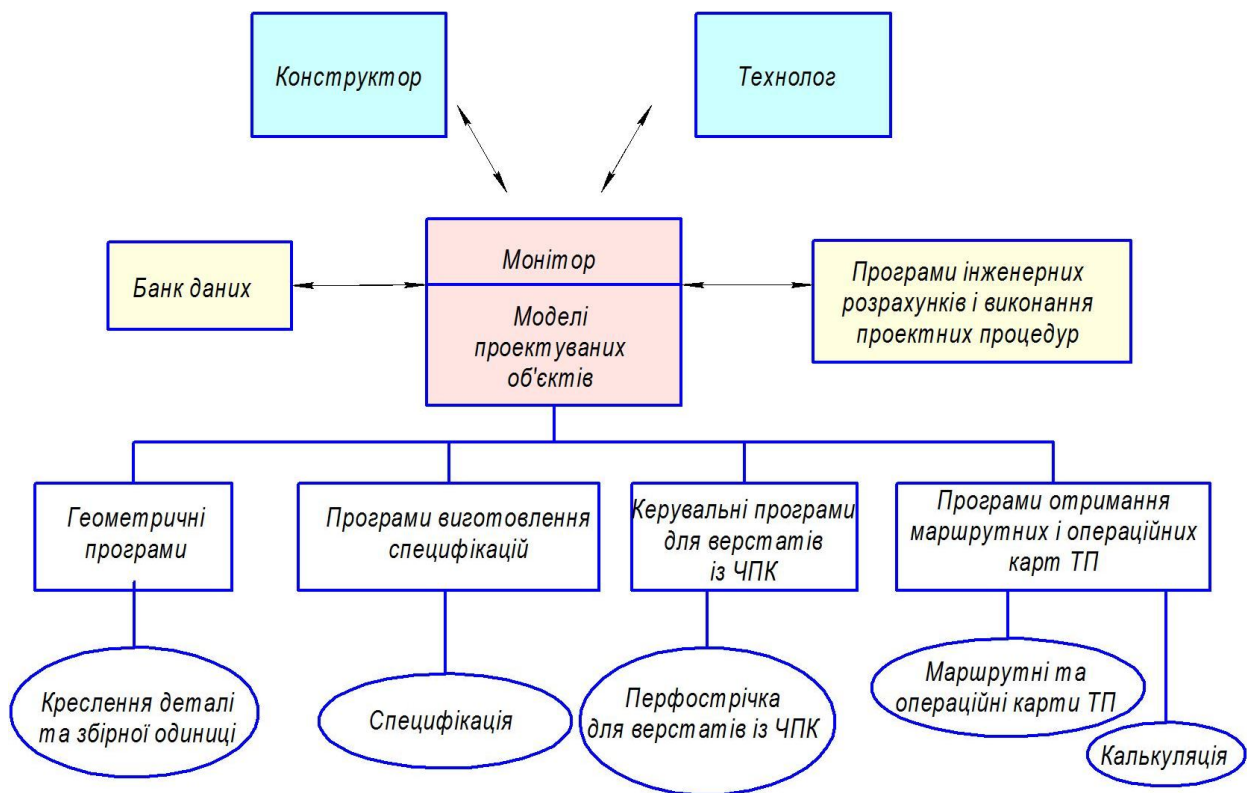 Конструктор
Технолог
Банк даних
Монітор
Моделі
проектуваних
об'єктів
Програми інженерних
розрахунків і виконання
проектних процедур
Геометричні
програми
Програми виготовлення
специфікацій
Керувальні програми
для верстатів
із ЧПК
Програми отримання
маршрутних і операційних
карт ТП
Креслення деталі
та збірної одиниці
Специфікація
Перфострічка
для верстатів із ЧПК
Маршрутні та
операційні карти ТП
Калькуляція